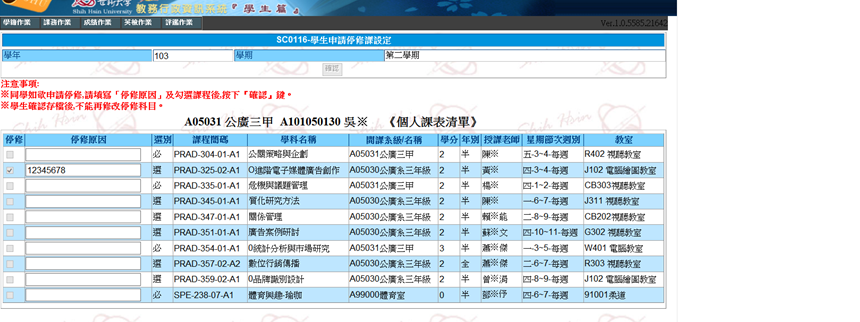 世新大學
Shih Hsin University 教務行政資訊系統『學生篇』
學籍作業 課務作業 成績作業 英檢作業 評鑑作業 Ver.1.0.5585.21642
SC0116-學生申請停修課設定
學年 103 學期 第二學期
確認
注意事項:
※同學如欲申請停修,請填寫「停修原因」及勾選課程後,按下『確認』鍵。
※學生確認存檔後,不能再修改停修科目。
A05031 公廣三甲 A101050130 吳※ 《個人課表清單》
停修 停修原因 選別 課程簡碼 學科名稱 開課系級/名稱 學分 年別 授課老師 星期節次週別 教室
必 PRAD-304-01-A1 公關策略與企劃 A05031公廣三甲 2 半 陳※ 五-3~4-每週 R402 視聽教室
12345678 選 PRAD-325-02-A1 O進階電子媒體廣告創作 A05030公廣系三年級 2 半 黃※ 四-3~4-每週 J102 電腦繪圖教室
必 PRAD-335-01-A1 危機與議題管理 A05031公廣三甲 2 半 楊※ 四-1~2-每週 CB303視聽教室
選 PRAD-345-01-A1 質化研究方法 A05030公廣系三年級 2 半 陳※ 一-6~7-每週 J311 視聽教室
選 PRAD-347-01-A1 關係管理 A05030公廣系三年級 2 半 賴※能 二-8~9-每週 CB202視聽教室
選 PRAD-351-01-A1 廣告案例研討 A05030公廣系三年級 2 半 蘇※文 四-10~11-每週 G302 視聽教室
必 PRAD-354-01-A1 0統計分析與市場研究 A05031公廣三甲 3 半 蕭※傑 一-3~5-每週 W401 電腦教室
選 PRAD-357-02-A2 數位行銷傳播 A05030公廣系三年級 2 全 蕭※傑 二-6~7-每週 R303 視聽教室
選 PRAD-359-02-A1 0品牌識別設計 A05030公廣系三年級 2 半 曾※ 四-8~9-每週 J102 電腦繪圖教室
必 SPE-238-07-A1 體育興趣-瑜珈 A99000體育室 0 半 鄒※伃 四-6~7-每週 91001柔道